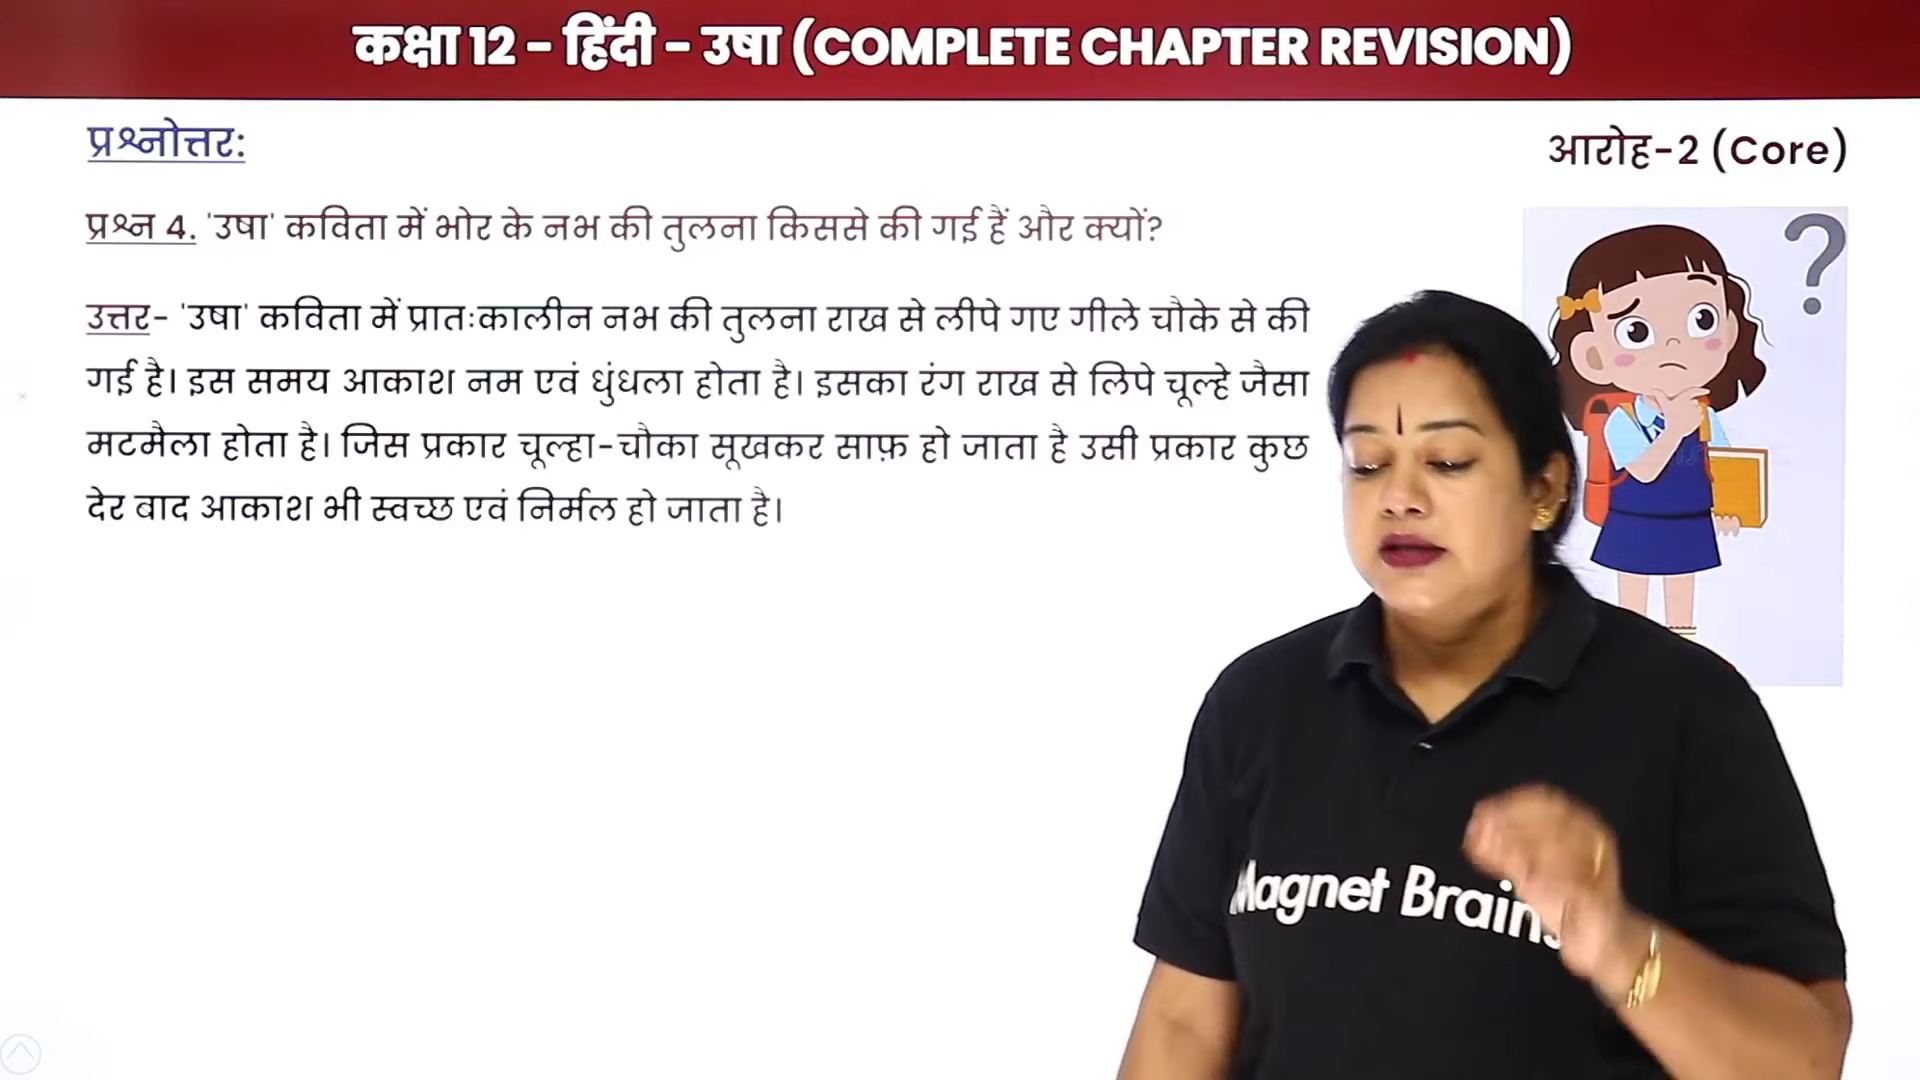 कक्षा 12 - हिंदी - उषा (COMPLETE CHAPTER REVISION)
प्रश्नोत्तर:
आरोह-2 (Core)
प्रश्न 4. 'उषा' कविता में भोर के नभ की तुलना किससे की गई हैं और क्यों?
उत्तर- 'उषा' कविता में प्रातःकालीन नभ की तुलना राख से लीपे गए गीले चौके से की
गई है। इस समय आकाश नम एवं धुंधला होता है। इसका रंग राख से लिपे चूल्हे जैसा
मटमैला होता है। जिस प्रकार चूल्हा-चौका सूखकर साफ़ हो जाता है उसी प्रकार कुछ
देर बाद आकाश भी स्वच्छ एवं निर्मल हो जाता है।
?
Magnet Brains